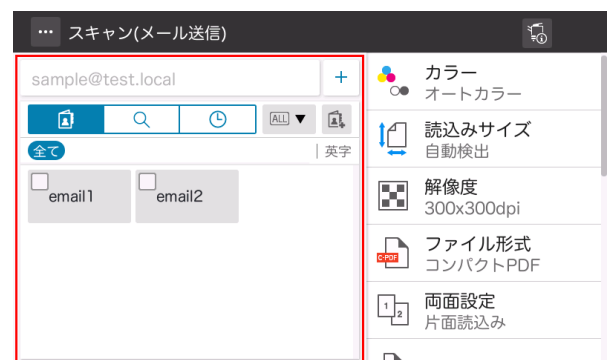 スキャン(メール送信)
sample@test.local
+
ALL ▼
全て
英字
email1
email2
カラー
オートカラー
読込みサイズ
自動検出
解像度
300x300dpi
C-PDF
ファイル形式
コンパクトPDF
1 2
両面設定
片面読込み